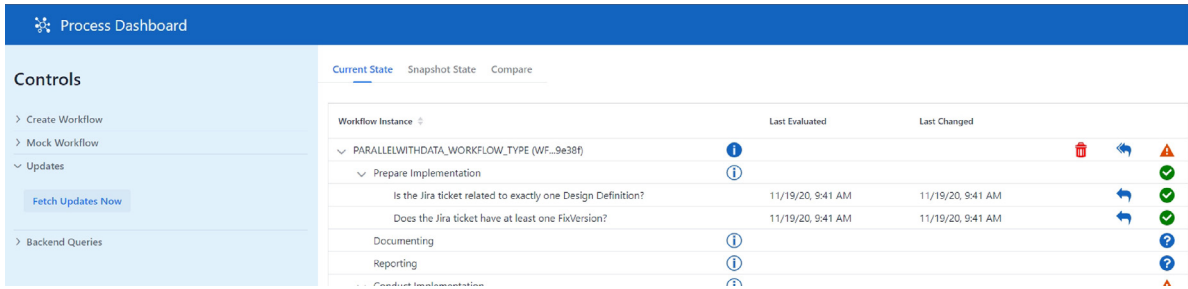 Process Dashboard
Controls
Create Workflow
Mock Workflow
Updates
Fetch Updates Now
Backend Queries
Current State Snapshot State Compare
Workflow Instance Last Evaluated Last Changed
PARALLELWITHDATA_WORKFLOW_TYPE (WF...9e38f)
Prepare Implementation
Is the Jira ticket related to exactly one Design Definition? 11/19/20, 9:41 AM 11/19/20, 9:41 AM
Does the Jira ticket have at least one FixVersion? 11/19/20, 9:41 AM 11/19/20, 9:41 AM
Documenting
Reporting
Conduct Implementation